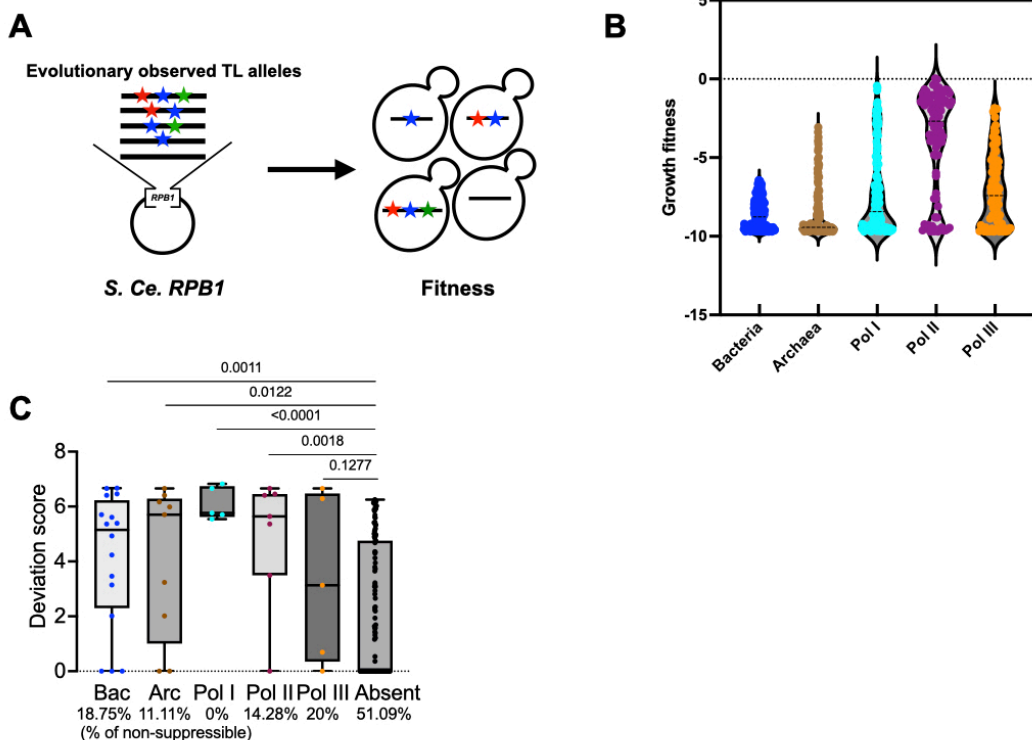 A
Evolutionary observed TL alleles
RPB1
S. Ce. RPB1
Fitness
B
5
0
-5
-10
-15
Growth fitness
Bacteria
Archaea
Pol I
Pol II
Pol III
C
0.0011
0.0122
<0.0001
0.0018
0.1277
8
6
4
2
0
Deviation score
Bac Arc Pol I Pol II Pol III Absent
18.75% 11.11% 0% 14.28% 20% 51.09%
(% of non-suppressible)